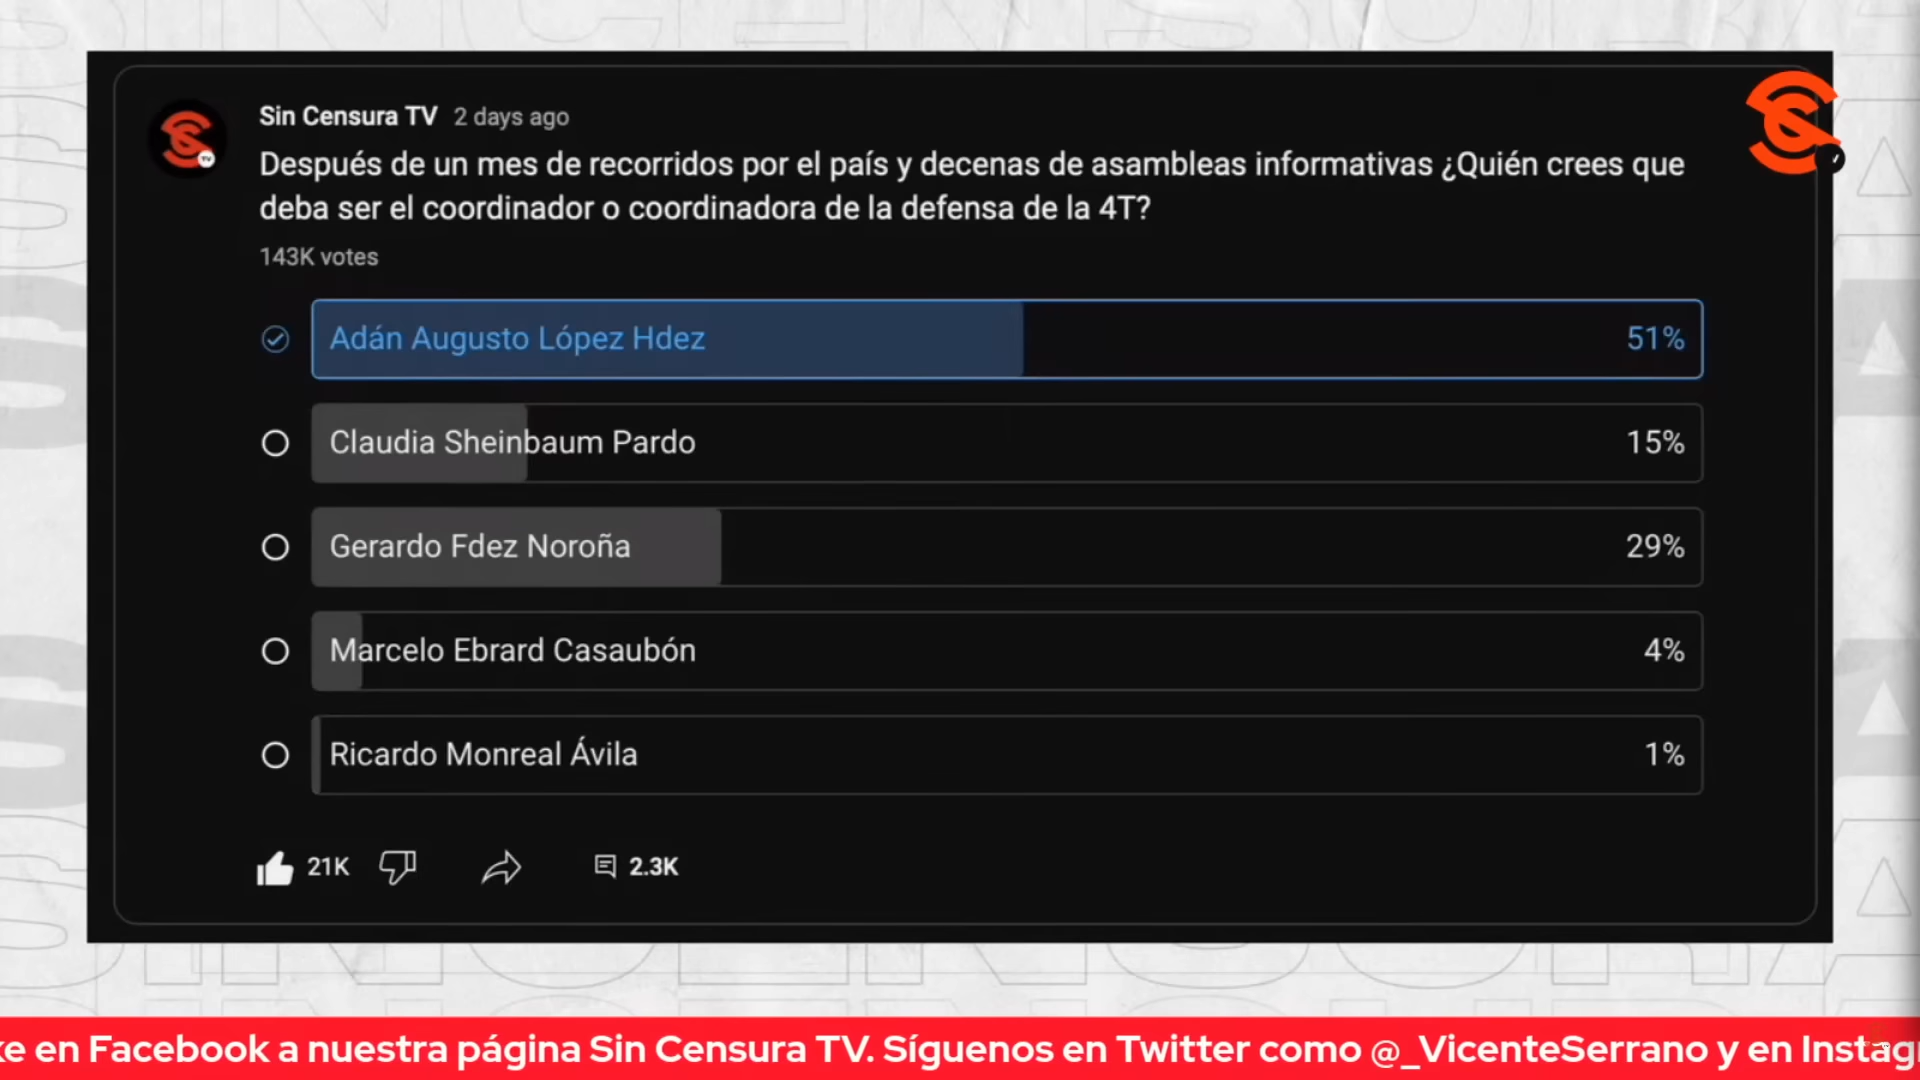 Sin Censura TV 2 days ago
Después de un mes de recorridos por el país y decenas de asambleas informativas ¿Quién crees que
deba ser el coordinador o coordinadora de la defensa de la 4T?
143K votes
Adán Augusto López Hdez 51%
Claudia Sheinbaum Pardo 15%
Gerardo Fdez Noroña 29%
Marcelo Ebrard Casaubón 4%
Ricardo Monreal Ávila 1%
21K 2.3K
en Facebook a nuestra página Sin Censura TV. Síguenos en Twitter como @_VicenteSerrano y en